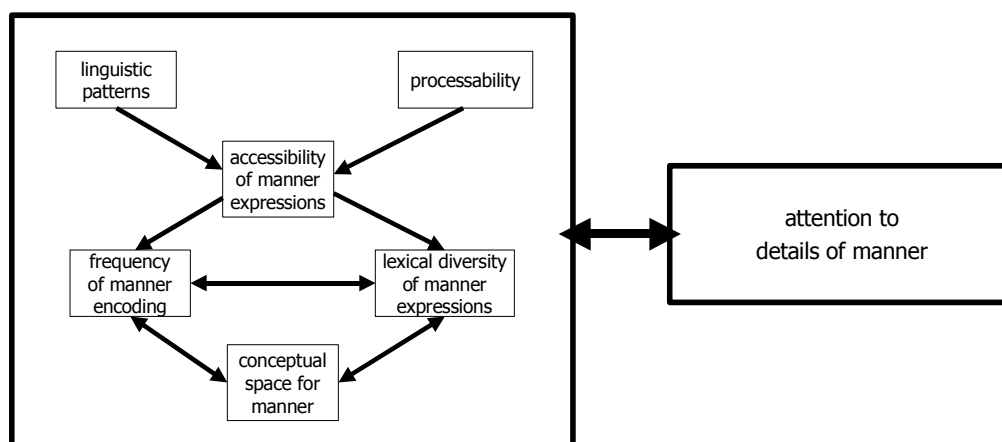 linguistic
patterns
processability
accessibility
of manner
expressions
frequency
of manner
encoding
lexical diversity
of manner
expressions
conceptual
space for
manner
attention to
details of manner